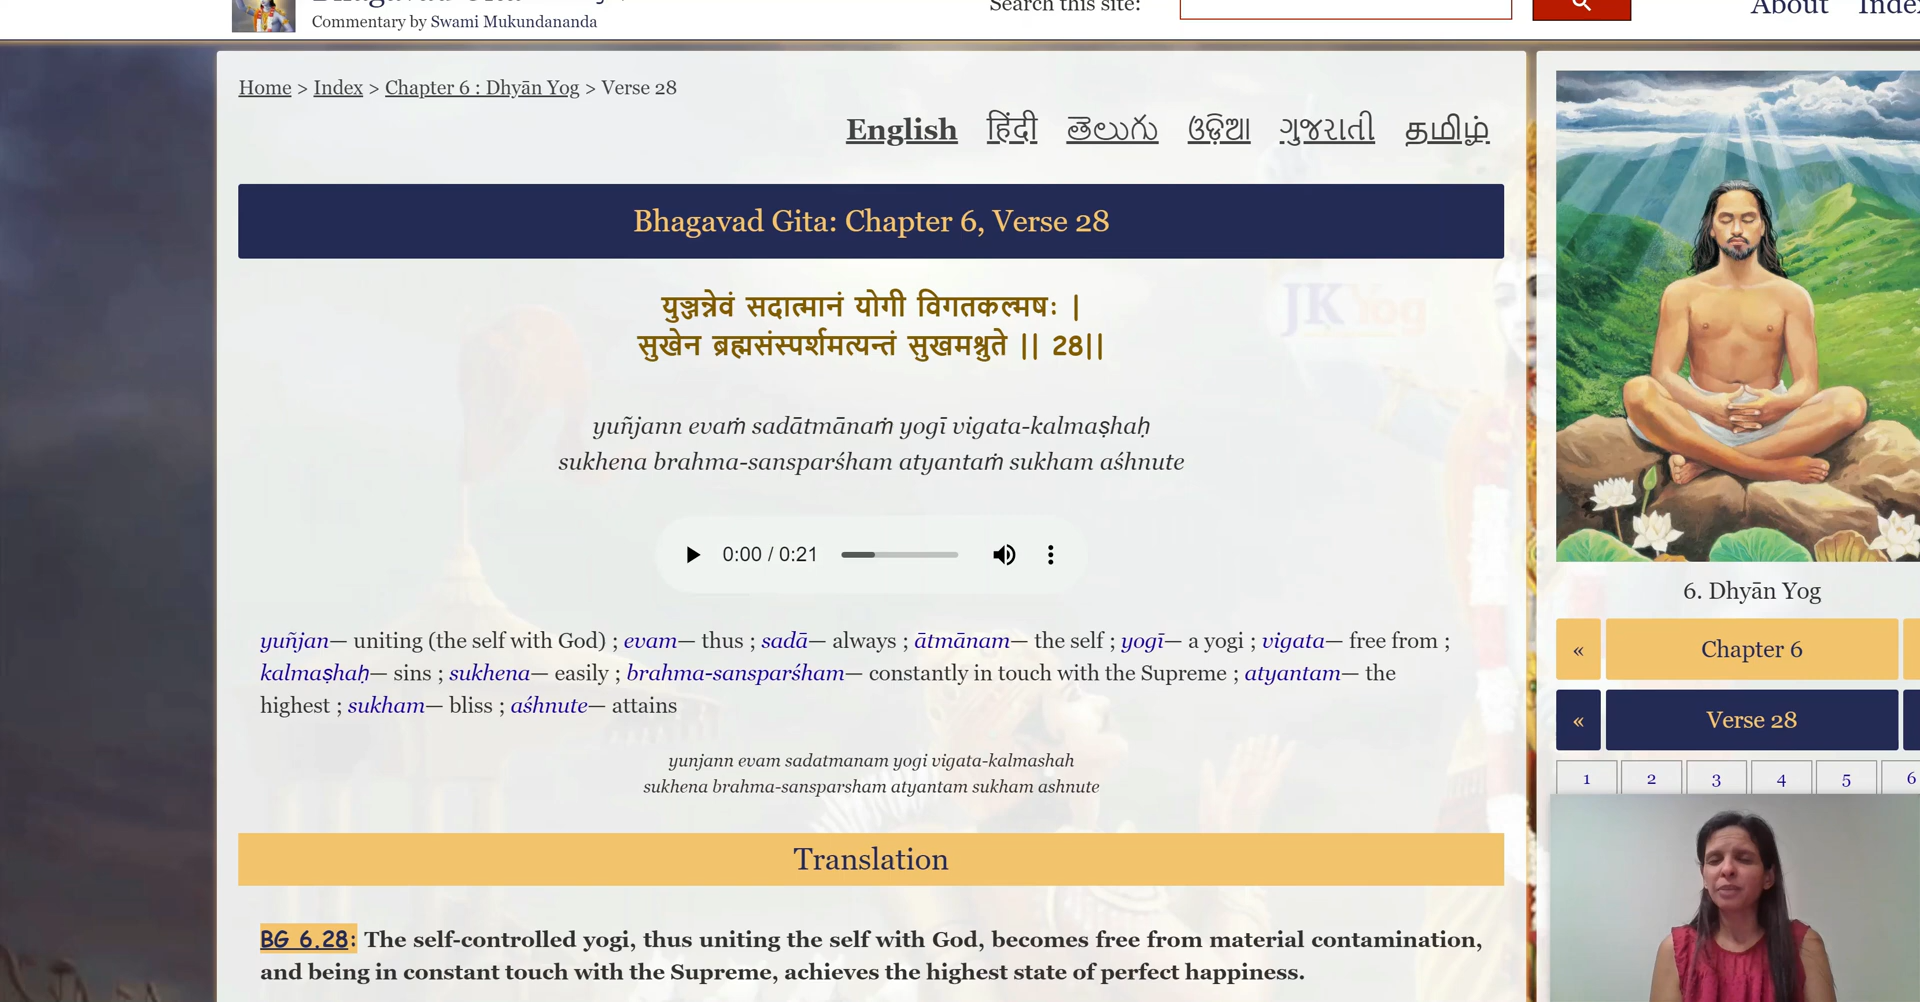 Commentary by Swami Mukundananda
Search this site:
About
Home > Index > Chapter 6 : Dhyān Yog > Verse 28
English हिंदी తెలుగు ଓଡ଼ିଆ ગુજરાતી தமிழ்
Bhagavad Gita: Chapter 6, Verse 28
JKYog
युञ्जन्नेवं सदात्मानं योगी विगतकल्मषः |
सुखेन ब्रह्मसंस्पर्शमत्यन्तं सुखमश्नुते || 28||
yuñjann evaṁ sadātmānaṁ yogī vigata-kalmaṣhaḥ
sukhena brahma-sansparśham atyantaṁ sukham aśhnute
0:00 / 0:21
yuñjan— uniting (the self with God) ; evam— thus ; sadā— always ; ātmānam— the self ; yogī— a yogi ; vigata— free from ;
kalmaṣhaḥ— sins ; sukhena— easily ; brahma-sansparśham— constantly in touch with the Supreme ; atyantam— the
highest ; sukham— bliss ; aśhnute— attains
yunjann evam sadatmanam yogi vigata-kalmashah
sukhena brahma-sansparsham atyantam sukham ashnute
Translation
BG 6.28: The self-controlled yogi, thus uniting the self with God, becomes free from material contamination,
and being in constant touch with the Supreme, achieves the highest state of perfect happiness.
6. Dhyān Yog
« Chapter 6
« Verse 28
1 2 3 4 5 6